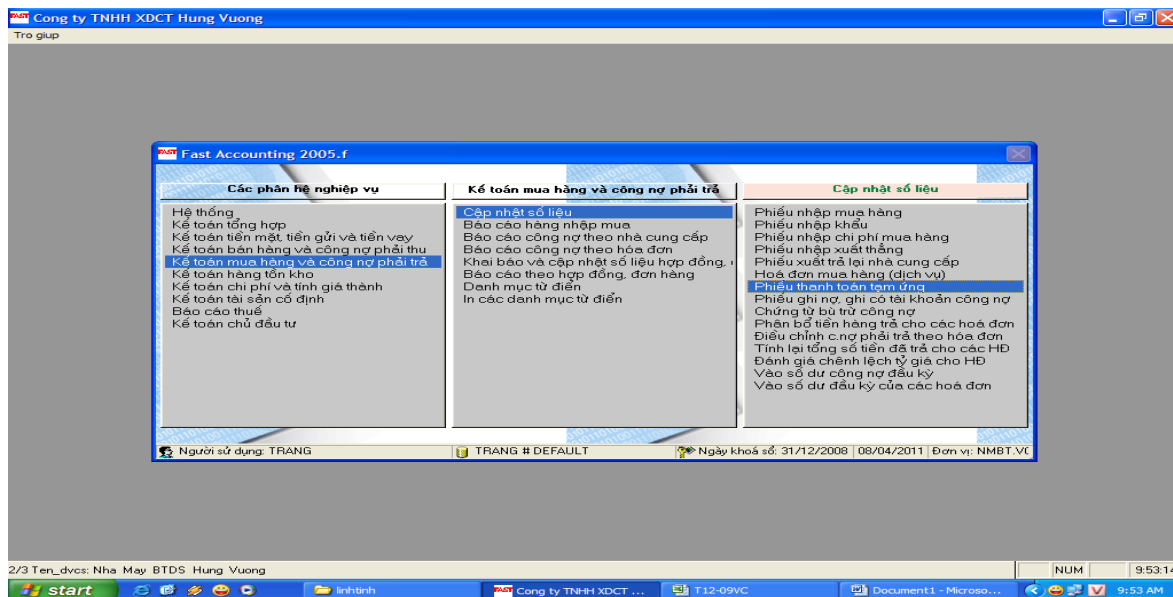 FAST Cong ty TNHH XDCT Hung Vuong
Tro giup
FAST Fast Accounting 2005.f
Các phân hệ nghiệp vụ
Hệ thống
Kế toán tổng hợp
Kế toán tiền mặt, tiền gửi và tiền vay
Kế toán bán hàng và công nợ phải thu
Kế toán mua hàng và công nợ phải trả
Kế toán hàng tồn kho
Kế toán chi phí và tính giá thành
Kế toán tài sản cố định
Báo cáo thuế
Kế toán chủ đầu tư
Kế toán mua hàng và công nợ phải trả
Cập nhật số liệu
Báo cáo hàng nhập mua
Báo cáo công nợ theo nhà cung cấp
Báo cáo công nợ theo hóa đơn
Khai báo và cập nhật số liệu hợp đồng,
Báo cáo theo hợp đồng, đơn hàng
Danh mục từ điển
In các danh mục từ điển
Cập nhật số liệu
Phiếu nhập mua hàng
Phiếu nhập khẩu
Phiếu nhập chi phí mua hàng
Phiếu nhập xuất thẳng
Phiếu xuất trả lại nhà cung cấp
Hoá đơn mua hàng (dịch vụ)
Phiếu thanh toán tạm ứng
Phiếu ghi nợ, ghi có tài khoản công nợ
Chứng từ bù trừ công nợ
Phân bổ tiền hàng trả cho các hoá đơn
Điều chỉnh c.nợ phải trả theo hóa đơn
Tính lại tổng số tiền đã trả cho các HĐ
Đánh giá chênh lệch tỷ giá cho HĐ
Vào số dư công nợ đầu kỳ
Vào số dư đầu kỳ của các hoá đơn
Người sử dụng: TRANG
TRANG # DEFAULT
Ngày khoá sổ: 31/12/2008 08/04/2011 Đơn vị: NMBT.VC
2/3 Ten_dvcs: Nha May BTDS Hung Vuong
NUM
9:53:14
start
linhtinh
FAST Cong ty TNHH XDCT ...
T12-09VC
Document1 - Microso...
V
9:53 AM